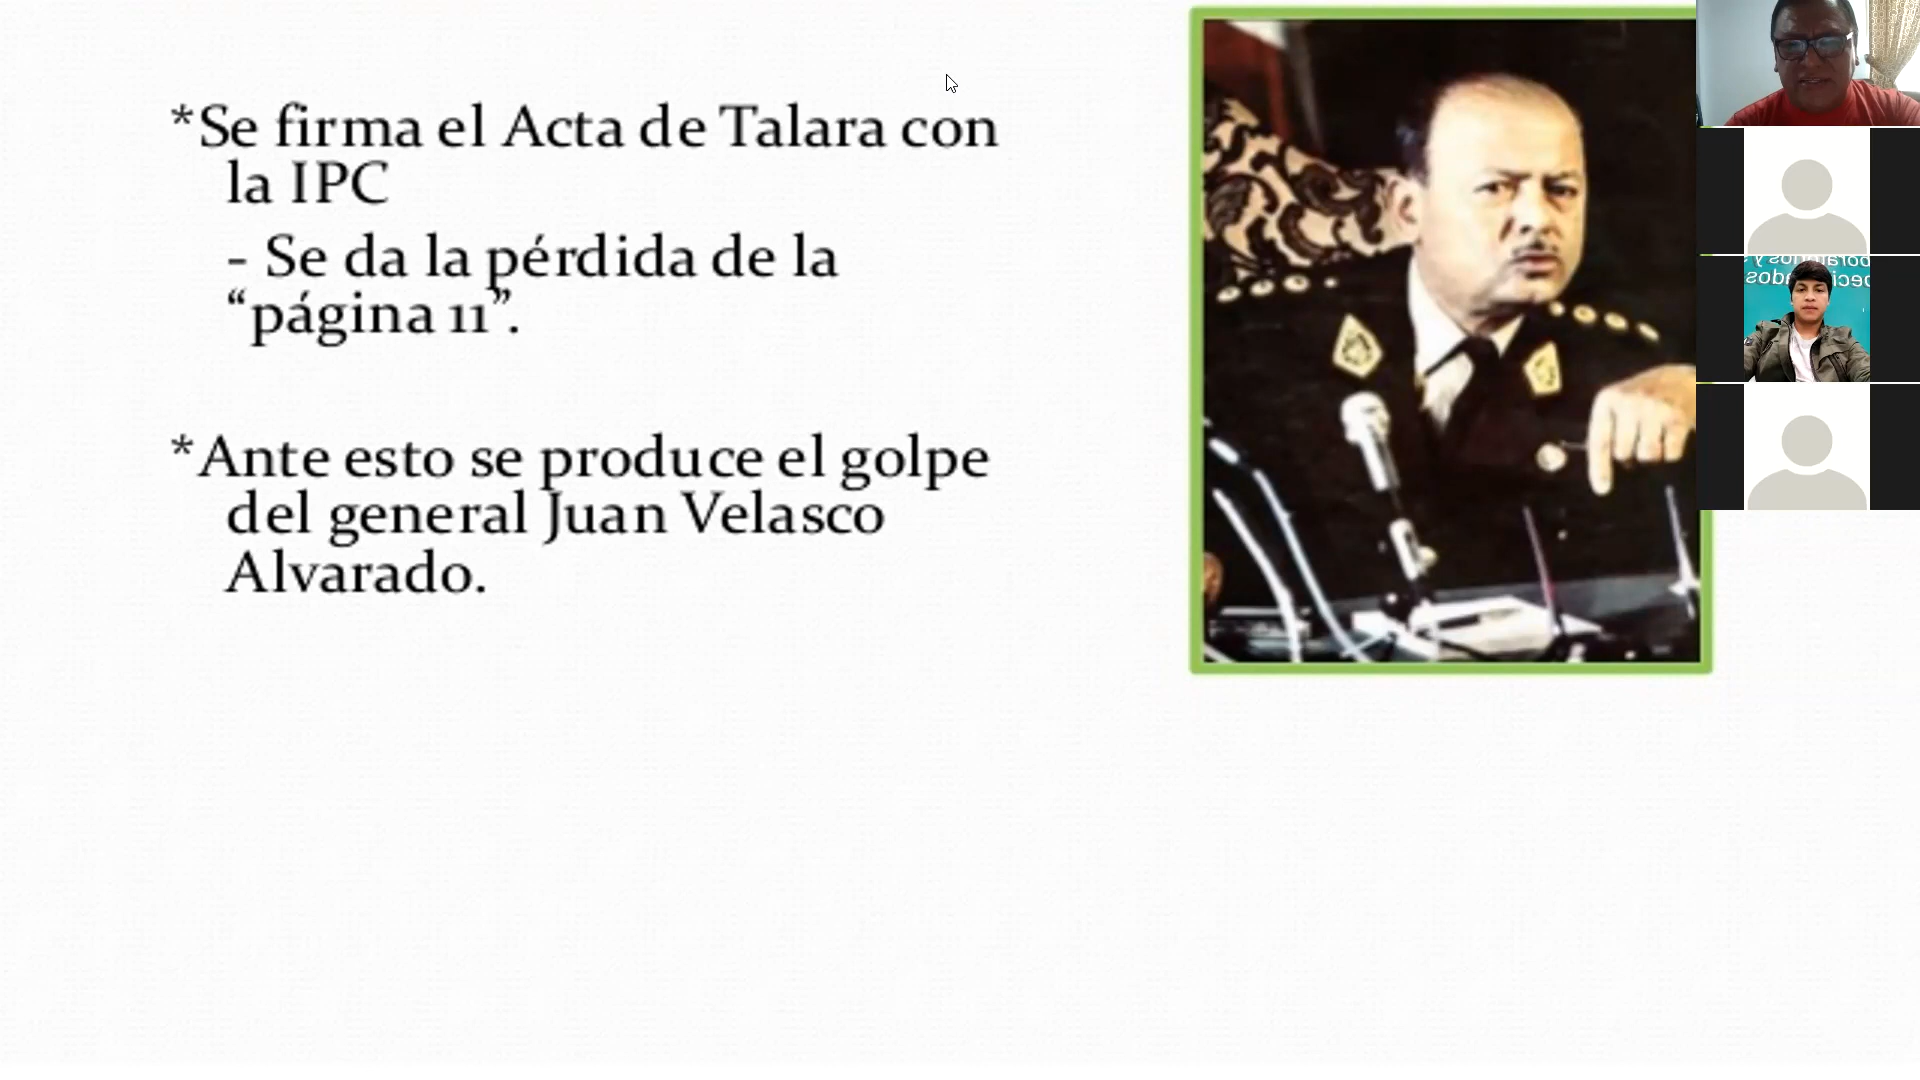 *Se firma el Acta de Talara con
la IPC
- Se da la pérdida de la
“página 11”.
*Ante esto se produce el golpe
del general Juan Velasco
Alvarado.